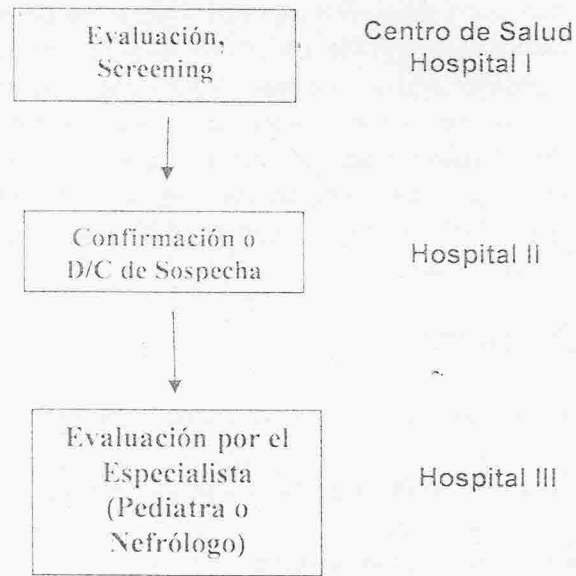 Evaluación,
Screening
Centro de Salud
Hospital I
Confirmación o
D/C de Sospecha
Hospital II
Evaluación por el
Especialista
(Pediatra o
Nefrólogo)
Hospital III